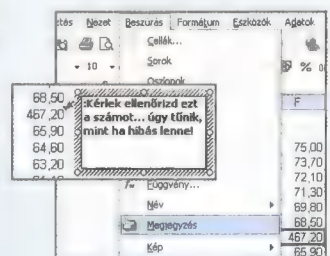 Nézet Beszúrás Formátum Eszközök Adatok
10
Cellák...
Sorok
Oszlopok
%
F
68,50
467,20
65,90
64,60
63,20
:Kérlek ellenőrizd ezt
a számot... úgy tűnik,
mint ha hibás lenne!
Függvény...
Név
Megjegyzés
Kép
75,00
73,70
72,10
71,30
69,80
68,50
467,20
65,90